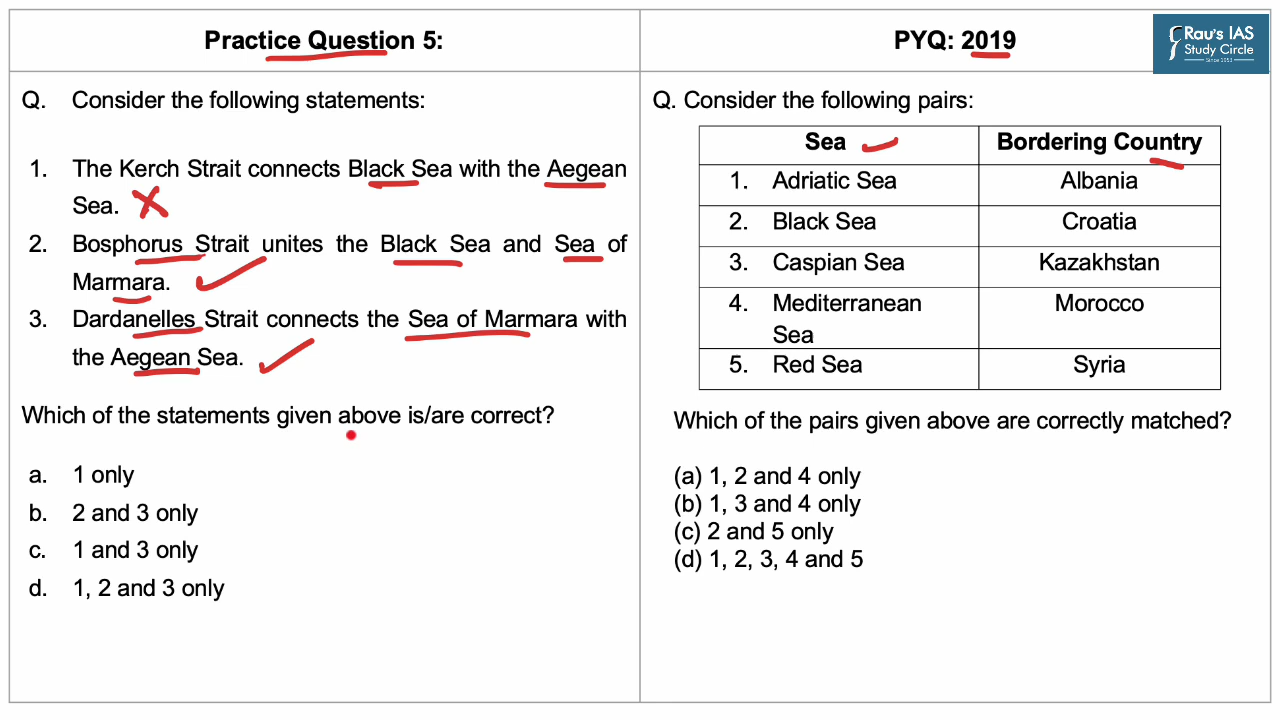 Practice Question 5:
Q. Consider the following statements:
1. The Kerch Strait connects Black Sea with the Aegean
Sea.
2. Bosphorus Strait unites the Black Sea and Sea of
Marmara.
3. Dardanelles Strait connects the Sea of Marmara with
the Aegean Sea.
Which of the statements given above is/are correct?
a. 1 only
b. 2 and 3 only
c. 1 and 3 only
d. 1, 2 and 3 only
PYQ: 2019
Rau's IAS
Study Circle
Since 1953
Q. Consider the following pairs:
Sea Bordering Country
1. Adriatic Sea Albania
2. Black Sea Croatia
3. Caspian Sea Kazakhstan
4. Mediterranean Morocco
Sea
5. Red Sea Syria
Which of the pairs given above are correctly matched?
(a) 1, 2 and 4 only
(b) 1, 3 and 4 only
(c) 2 and 5 only
(d) 1, 2, 3, 4 and 5